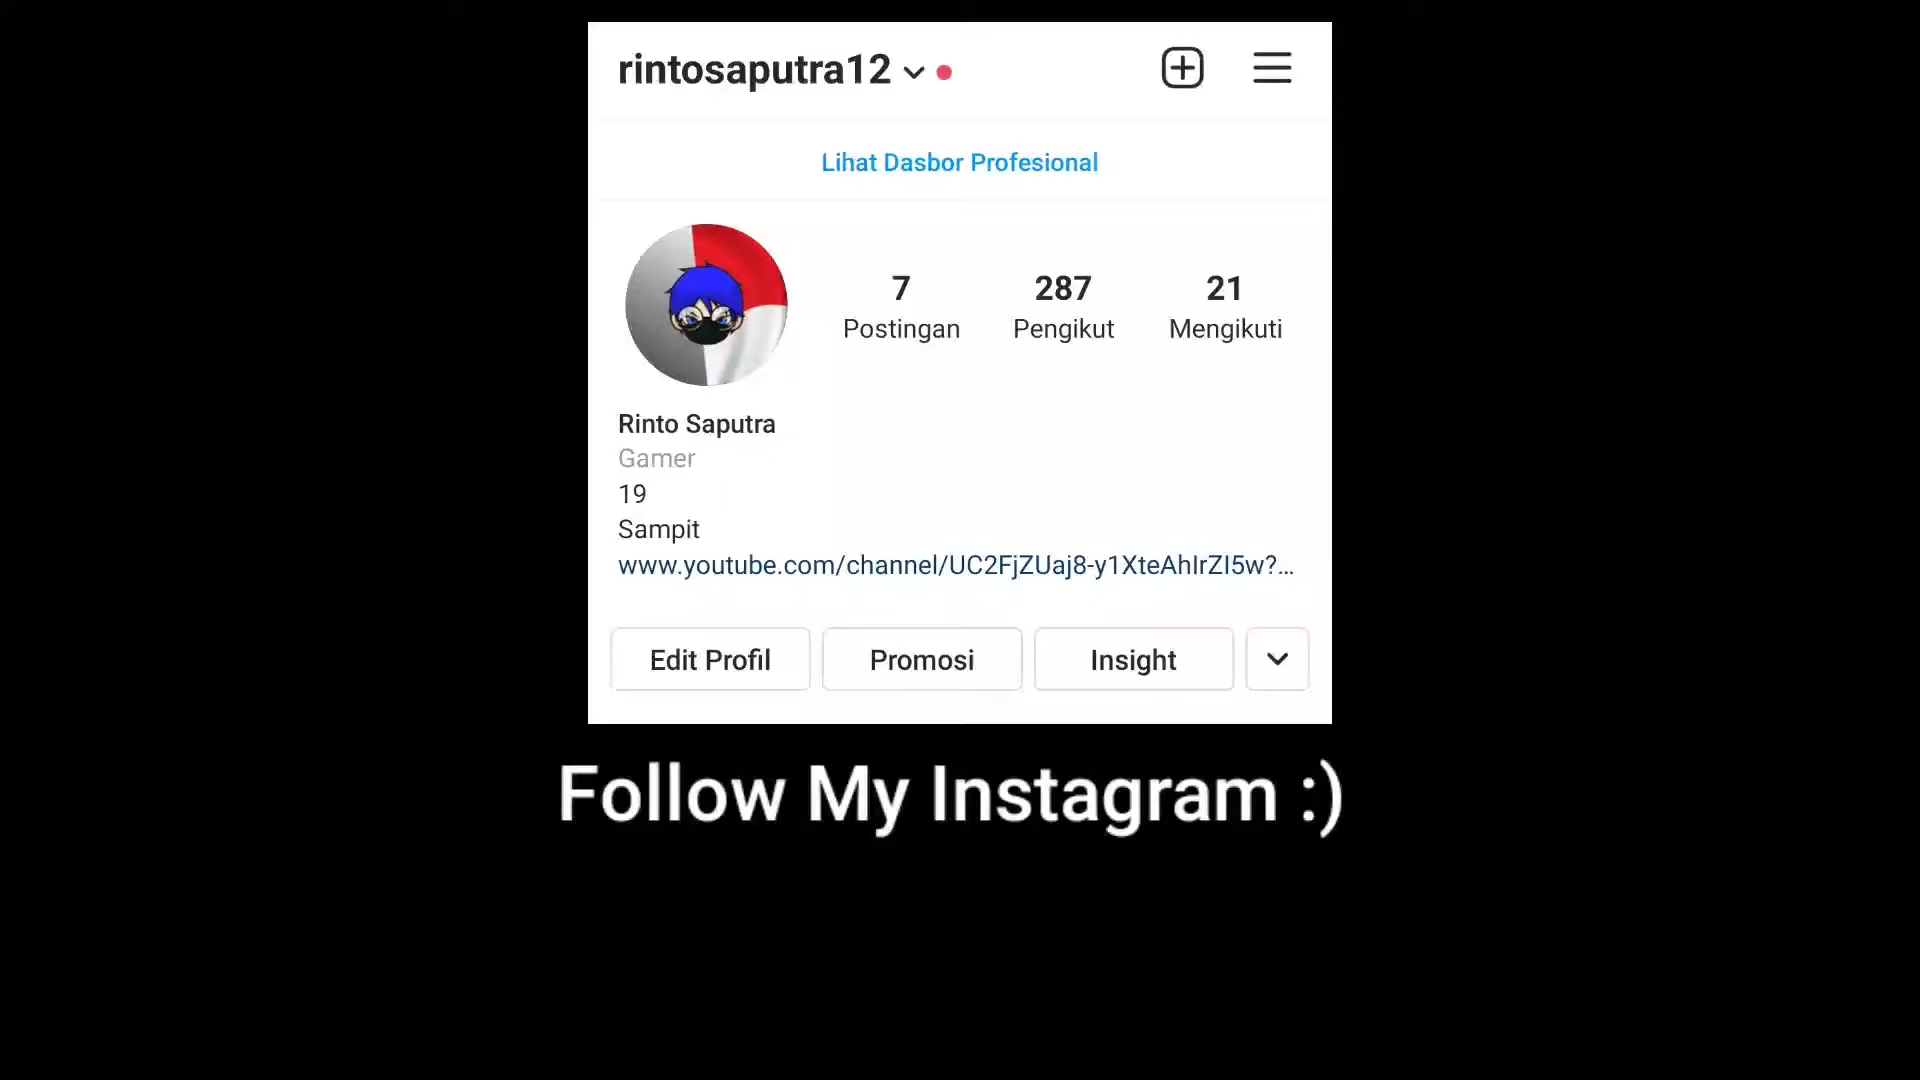 rintosaputra12
Lihat Dasbor Profesional
7 287 21
Postingan Pengikut Mengikuti
Rinto Saputra
Gamer
19
Sampit
www.youtube.com/channel/UC2FjZUaj8-y1XteAhIrZI5w?...
Edit Profil Promosi Insight
Follow My Instagram :)